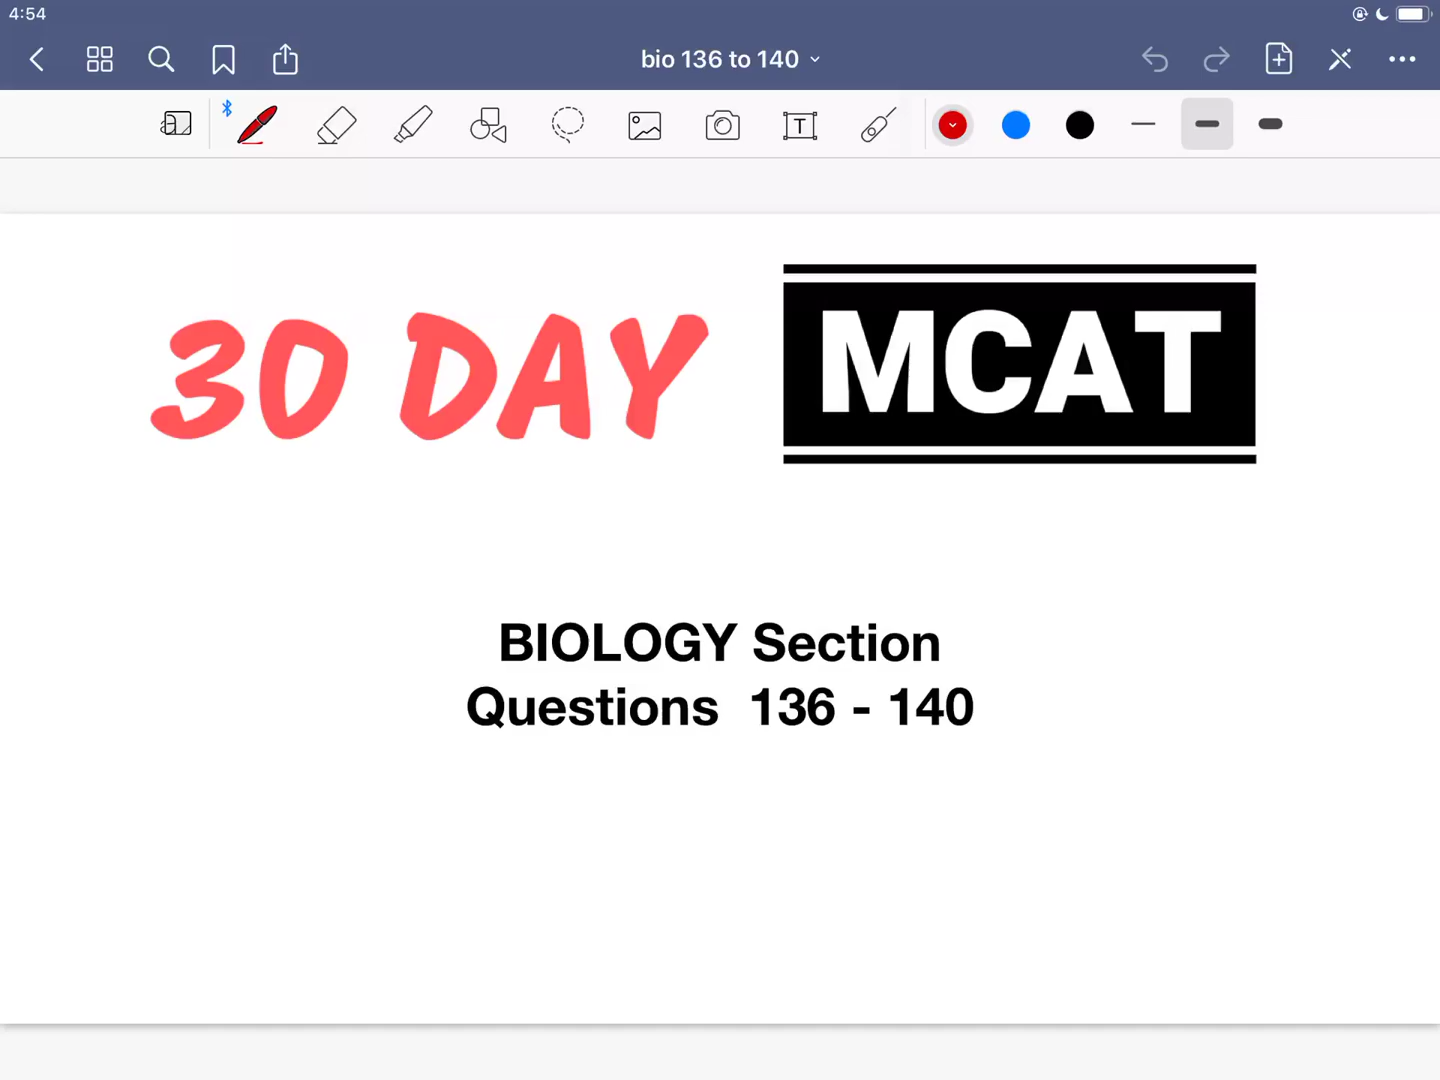 4:54
bio 136 to 140
T
30 DAY
MCAT
BIOLOGY Section
Questions 136 - 140